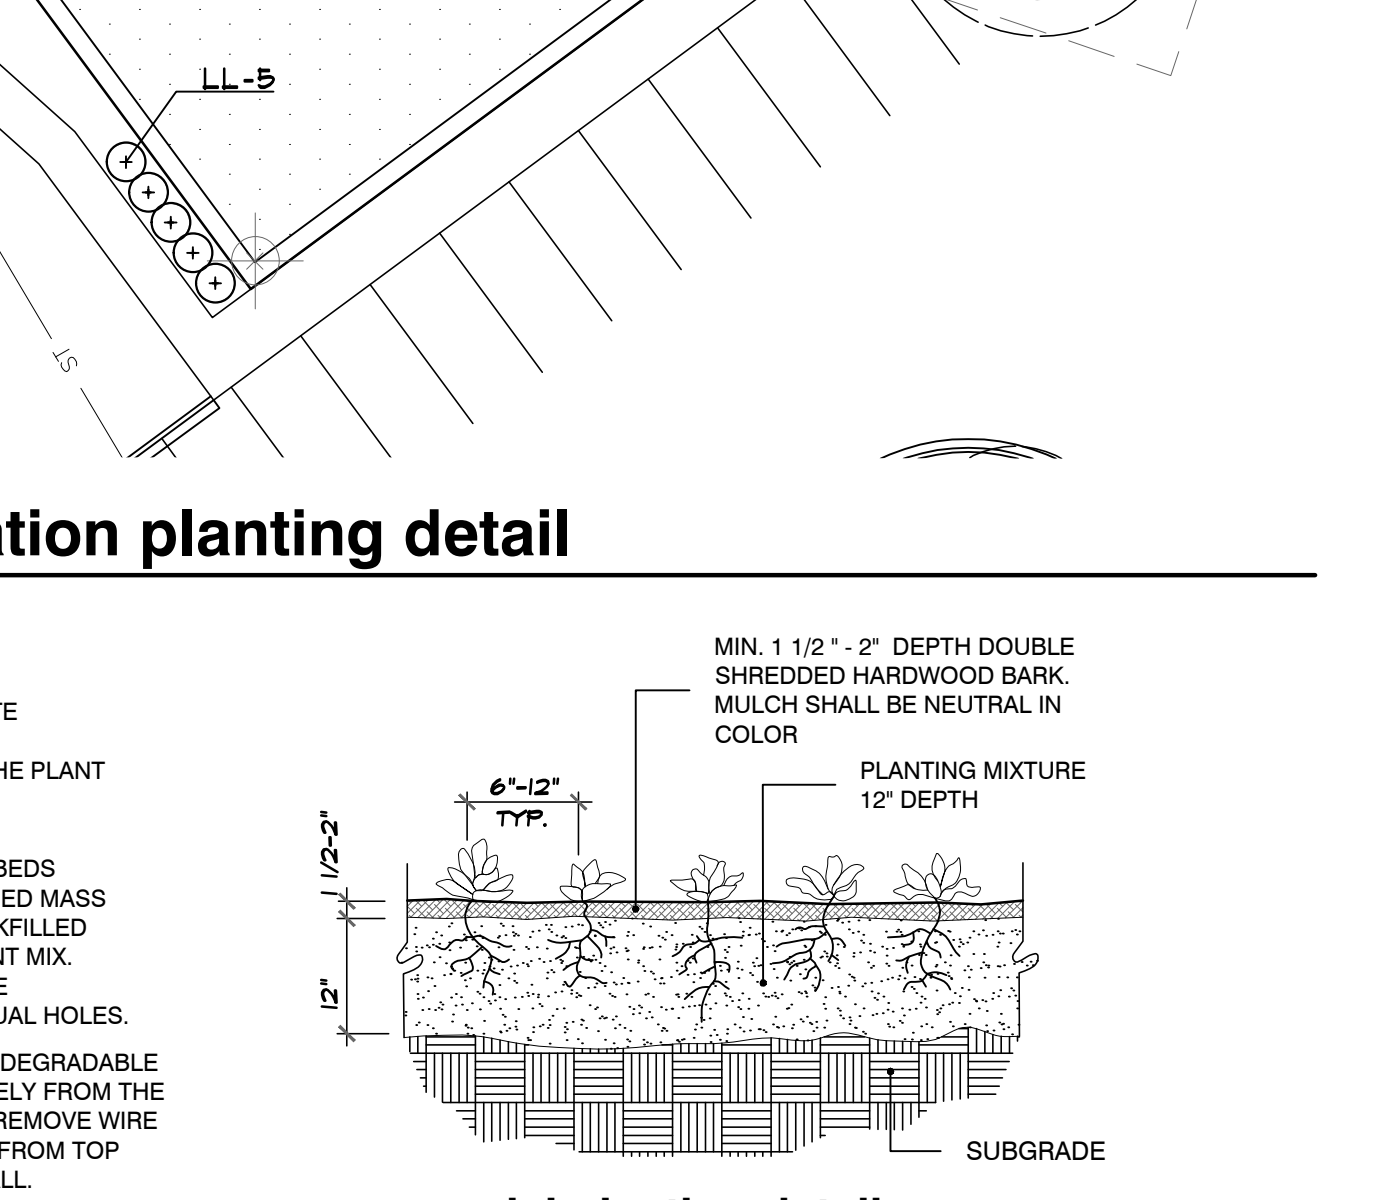 LL-5
ST
ation planting detail
MIN. 1 1/2 " - 2" DEPTH DOUBLE
SHREDDED HARDWOOD BARK.
MULCH SHALL BE NEUTRAL IN
COLOR
PLANTING MIXTURE
12" DEPTH
6"-12"
TYP.
1 1/2-2"
12"
SUBGRADE
TE
HE PLANT
BEDS
ED MASS
KFILLED
NT MIX.
E
UAL HOLES.
DEGRADABLE
ELY FROM THE
REMOVE WIRE
FROM TOP
LL.